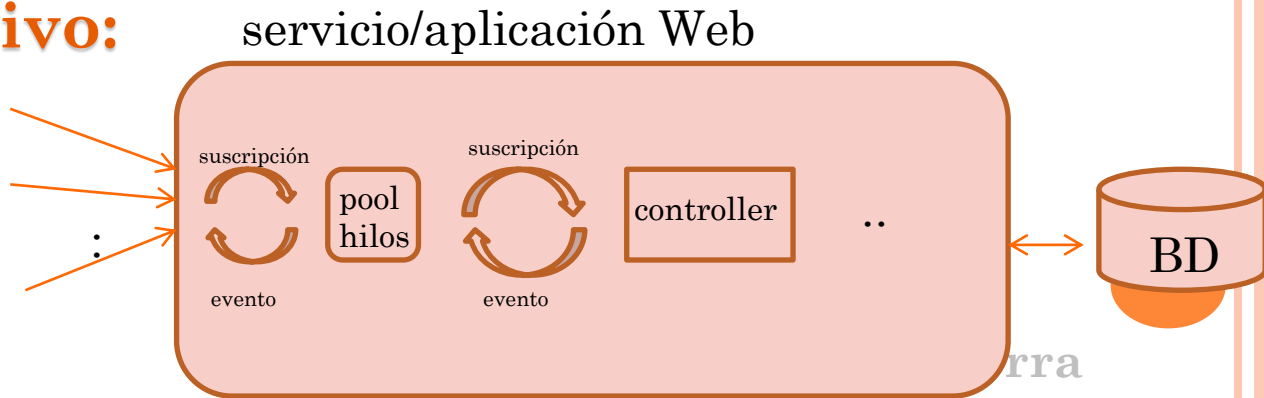 ivo:
servicio/aplicación Web
suscripción
suscripción
pool
hilos
controller
..
:
BD
evento
evento
rra